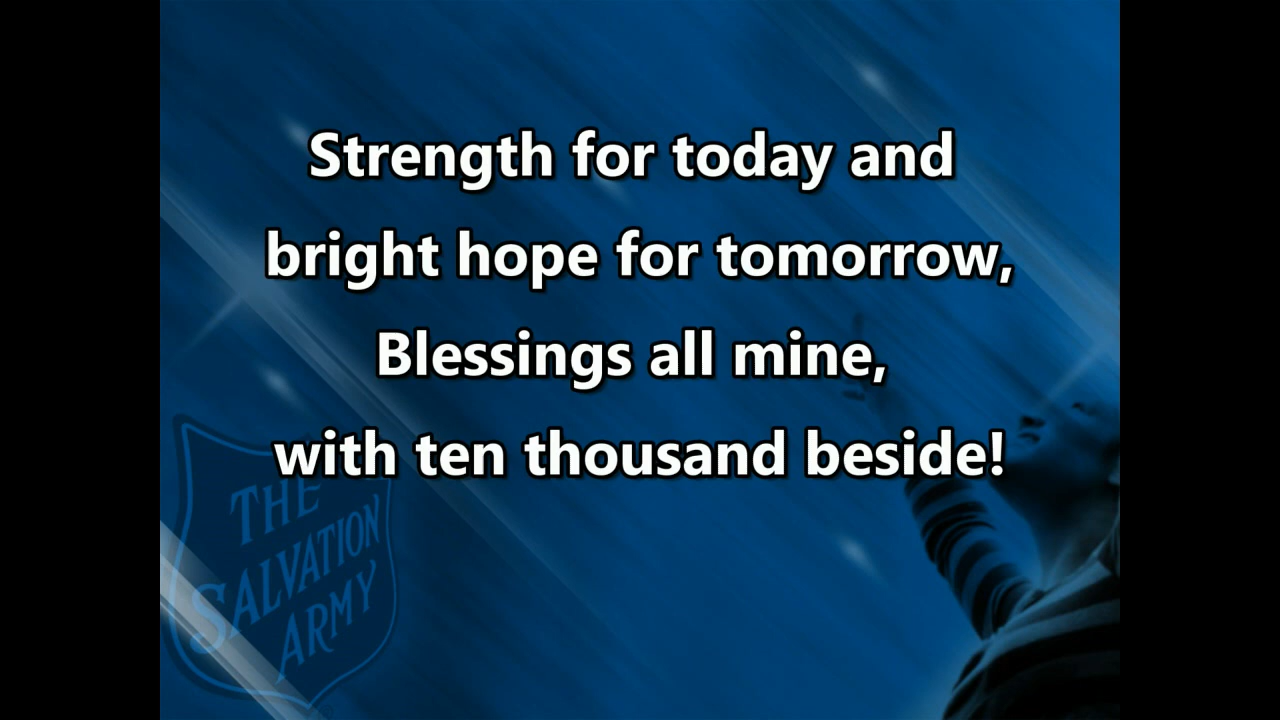 Strength for today and
bright hope for tomorrow,
Blessings all mine,
with ten thousand beside!
THE
SALVATION
ARMY